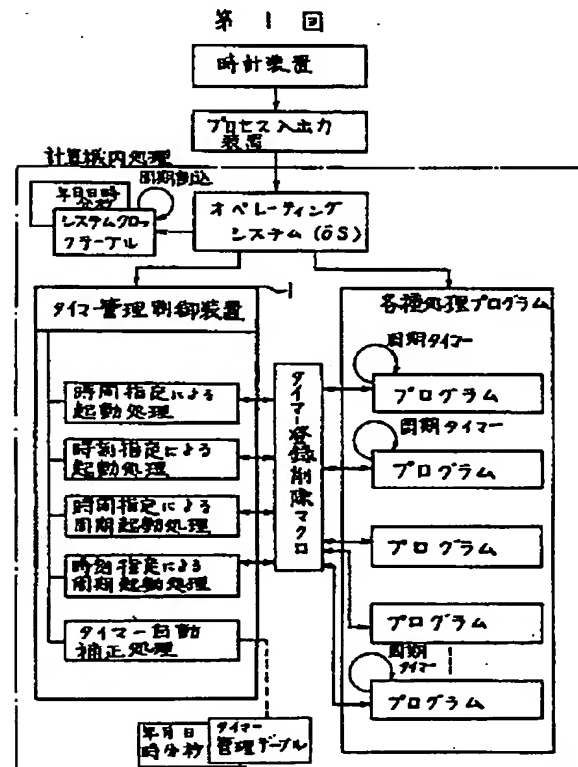 第1図
時計装置
プロセス入出力
装置
計算機内処理
年月日時
分秒
周期割込
システムクロッ
クテーブル
オペレーティング
システム(OS)
1
タイマー管理制御装置
時間指定による
起動処理
時刻指定による
起動処理
時間指定による
周期起動処理
時刻指定による
周期起動処理
タイマー自動
補正処理
タイマー登録削除マクロ
各種処理プログラム
周期タイマー
プログラム
周期タイマー
プログラム
プログラム
プログラム
周期
タイマー
プログラム
年月日
時分秒
タイマー
管理テーブル